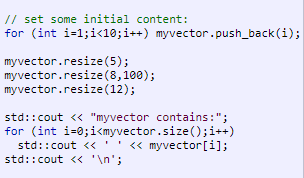 // set some initial content:
for (int i=1;i<10;i++) myvector.push_back(i);
myvector.resize(5);
myvector.resize(8,100);
myvector.resize(12);
std::cout << "myvector contains:";
for (int i=0;i<myvector.size();i++)
std::cout << ' ' << myvector[i];
std::cout << '\n';